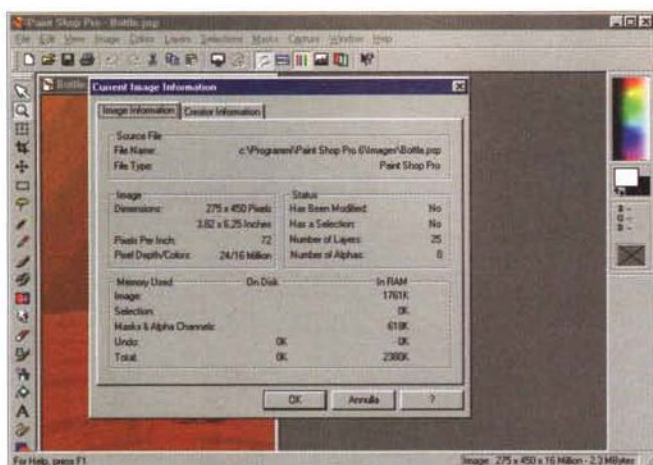 Paint Shop Pro - Bottle.psp
File Edit View Image Colors Layers Selections Masks Capture Window Help
Bottle
Current Image Information
Image Information Creator Information
Source File
File Name: c:\Programmi\Paint Shop Pro 6\Images\Bottle.psp
File Type: Paint Shop Pro
Image
Dimensions: 275 x 450 Pixels
3.82 x 6.25 Inches
Pixels Per Inch: 72
Pixel Depth/Colors: 24/16 Million
Status
Has Been Modified: No
Has a Selection: No
Number of Layers: 25
Number of Alphas: 0
Memory Used On Disk In RAM
Image: 1761K
Selection: 0K
Masks & Alpha Channels: 618K
Undo: 0K 0K
Total: 0K 2380K
OK Annulla ?
For Help, press F1
Image: 275 x 450 x 16 Million - 2.3 MBytes